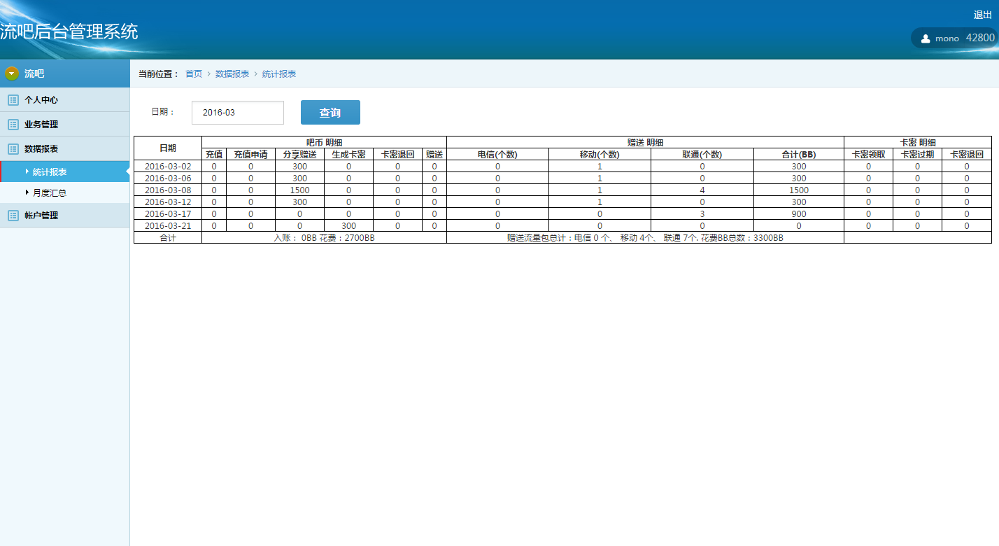 退出
流吧后台管理系统
mono 42800
流吧
当前位置： 首页 > 数据报表 > 统计报表
个人中心
业务管理
数据报表
统计报表
月度汇总
帐户管理
日期： 2016-03 查询
日期 吧币 明细 赠送 明细 卡密 明细
充值 充值申请 分享赠送 生成卡密 卡密退回 赠送 电信(个数) 移动(个数) 联通(个数) 合计(BB) 卡密领取 卡密过期 卡密退回
2016-03-02 0 0 300 0 0 0 0 1 0 300 0 0 0
2016-03-06 0 0 300 0 0 0 0 1 0 300 0 0 0
2016-03-08 0 0 1500 0 0 0 0 1 4 1500 0 0 0
2016-03-12 0 0 300 0 0 0 0 1 0 300 0 0 0
2016-03-17 0 0 0 0 0 0 0 0 3 900 0 0 0
2016-03-21 0 0 0 300 0 0 0 0 0 0 0 0 0
合计 入账： 0BB 花费：2700BB 赠送流量包总计：电信 0 个、 移动 4个、 联通 7个. 花费BB总数：3300BB